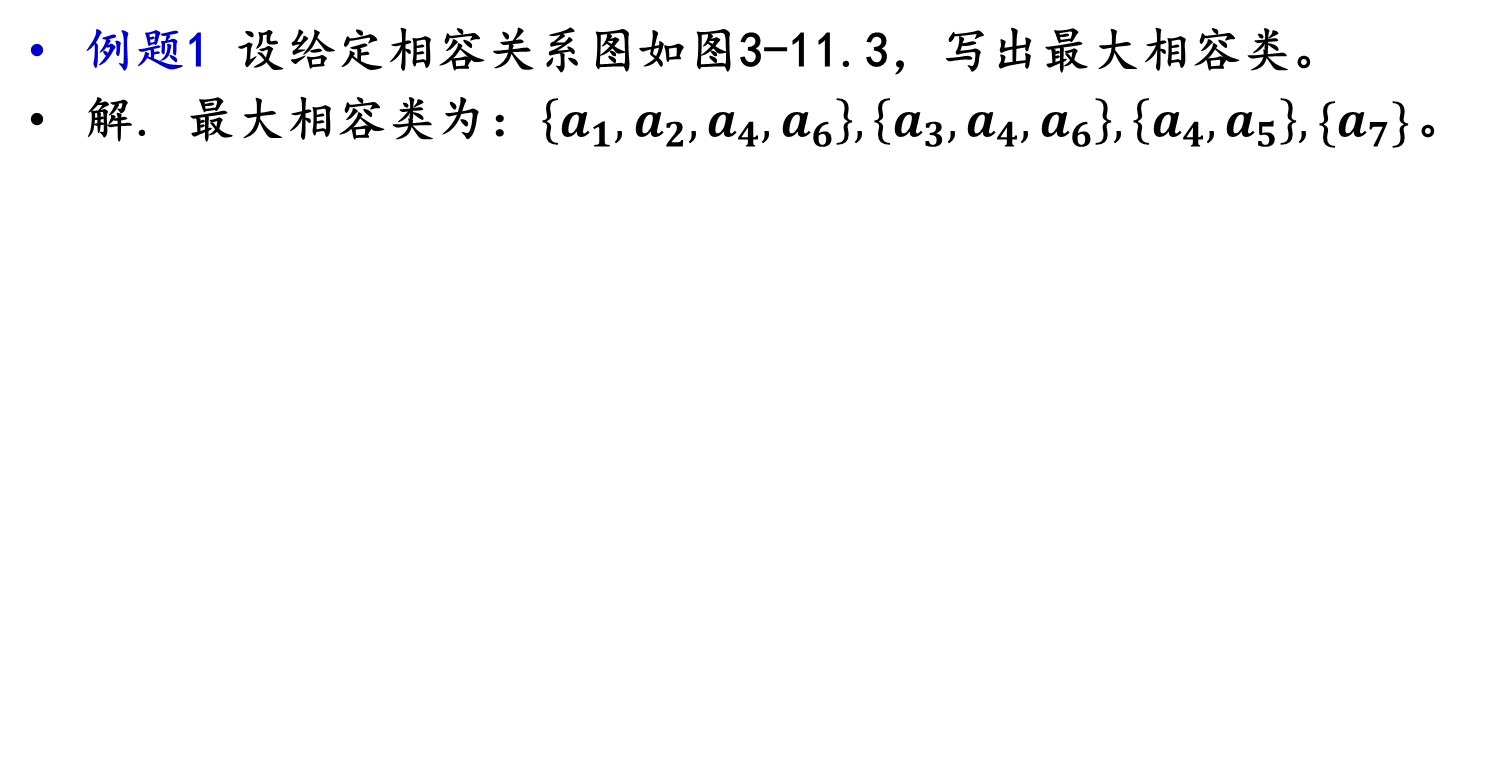 • 例题1 设给定相容关系图如图3-11.3，写出最大相容类。
• 解. 最大相容类为：{a₁, a₂, a₄, a₆}, {a₃, a₄, a₆}, {a₄, a₅}, {a₇}。